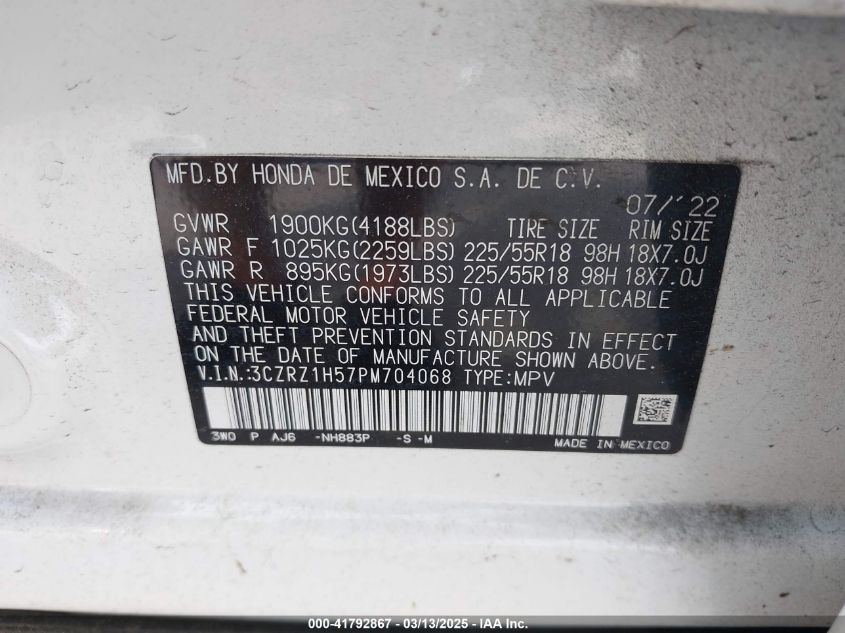 MFD.BY HONDA DE MEXICO S.A. DE C.V.
07/'22
GVWR 1900KG(4188LBS) TIRE SIZE RIM SIZE
GAWR F 1025KG(2259LBS) 225/55R18 98H 18X7.0J
GAWR R 895KG(1973LBS) 225/55R18 98H 18X7.0J
THIS VEHICLE CONFORMS TO ALL APPLICABLE
FEDERAL MOTOR VEHICLE SAFETY
AND THEFT PREVENTION STANDARDS IN EFFECT
ON THE DATE OF MANUFACTURE SHOWN ABOVE.
V.I.N.:3CZRZ1H57PM704068 TYPE:MPV
3W0 P AJ6 -NH883P -S -M MADE IN MEXICO
000-41792867 - 03/13/2025 - IAA Inc.